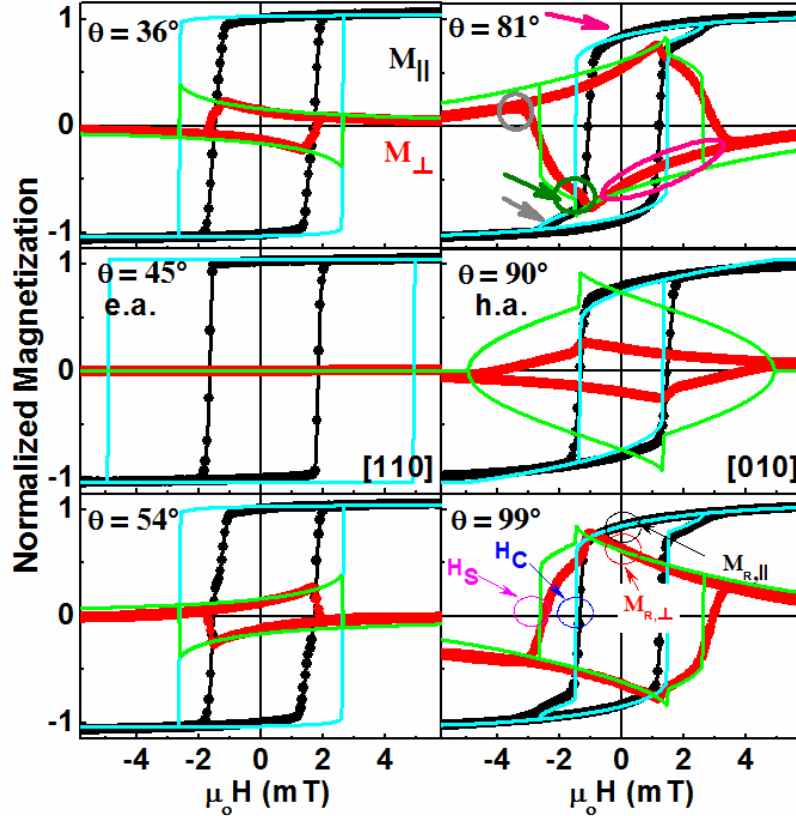 Normalized Magnetization
1
0
-1
θ = 36°
M||
M⊥
θ = 81°
1
0
-1
θ = 45°
e.a.
[110]
θ = 90°
h.a.
[010]
1
0
-1
θ = 54°
θ = 99°
HS
HC
MR,||
MR,⊥
-4 -2 0 2 4
-4 -2 0 2 4
μoH (mT)
μoH (mT)